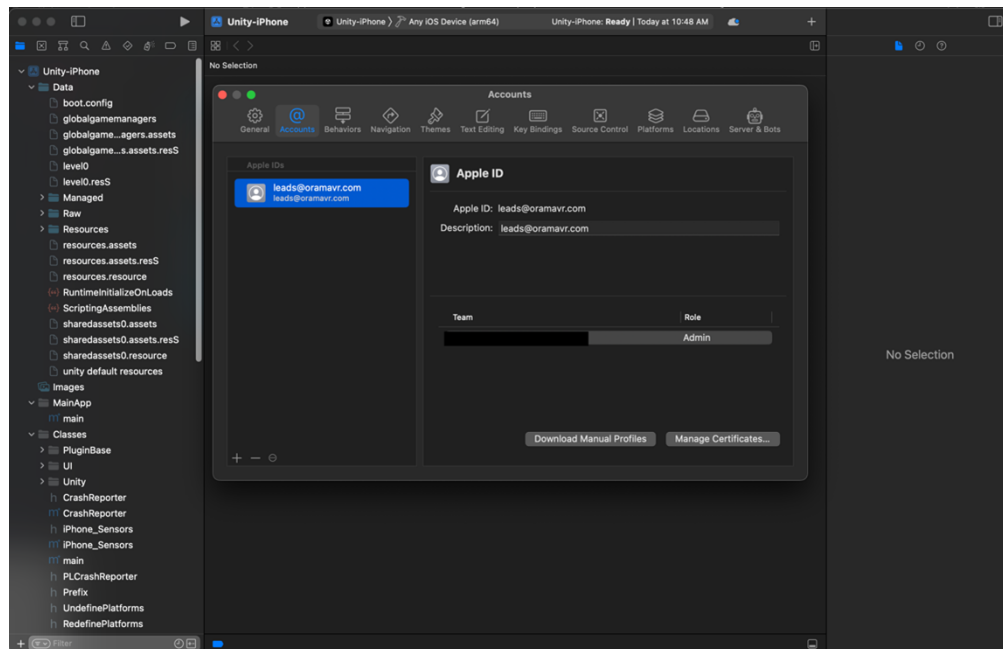 Unity-iPhone
Unity-iPhone 〉 Any iOS Device (arm64)
Unity-iPhone: Ready | Today at 10:48 AM
No Selection
Unity-iPhone
Data
boot.config
globalgamemanagers
globalgame...agers.assets
globalgame...s.assets.resS
level0
level0.resS
Managed
Raw
Resources
resources.assets
resources.assets.resS
resources.resource
RuntimeInitializeOnLoads
ScriptingAssemblies
sharedassets0.assets
sharedassets0.assets.resS
sharedassets0.resource
unity default resources
Images
MainApp
main
Classes
PluginBase
UI
Unity
CrashReporter
CrashReporter
iPhone_Sensors
iPhone_Sensors
main
PLCrashReporter
Prefix
UndefinePlatforms
RedefinePlatforms
Filter
Accounts
General Accounts Behaviors Navigation Themes Text Editing Key Bindings Source Control Platforms Locations Server & Bots
Apple IDs
leads@oramavr.com
leads@oramavr.com
Apple ID
Apple ID: leads@oramavr.com
Description: leads@oramavr.com
Team Role
Admin
Download Manual Profiles Manage Certificates...
No Selection